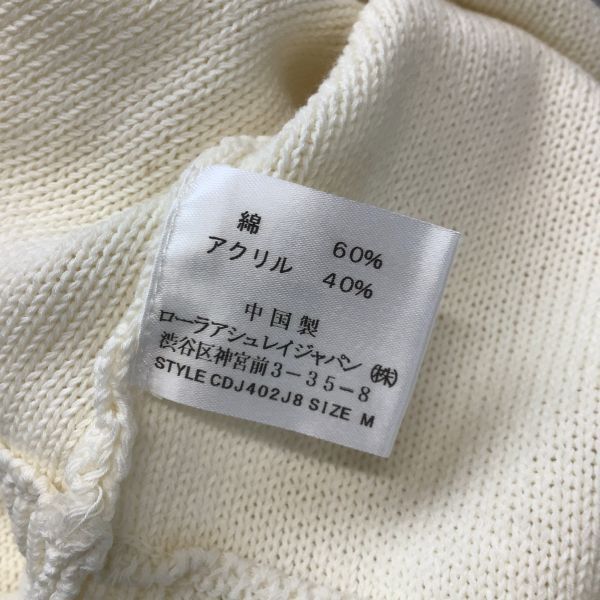 綿 60%
アクリル 40%
中国製
ローラアシュレイジャパン㈱
渋谷区神宮前3-35-8
STYLE CDJ402J8 SIZE M